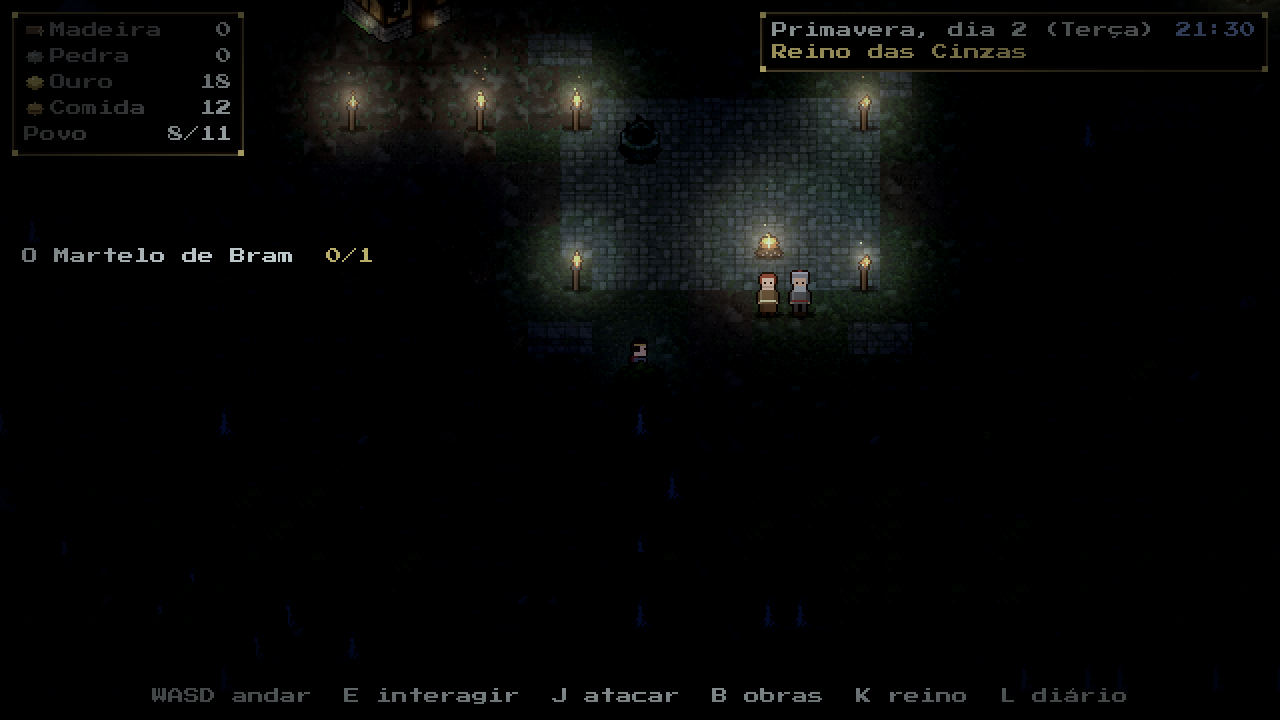 Madeira 0
Pedra 0
Ouro 18
Comida 12
Povo 8/11
Primavera, dia 2 (Terça) 21:30
Reino das Cinzas
O Martelo de Bram 0/1
WASD andar E interagir J atacar B obras K reino L diário